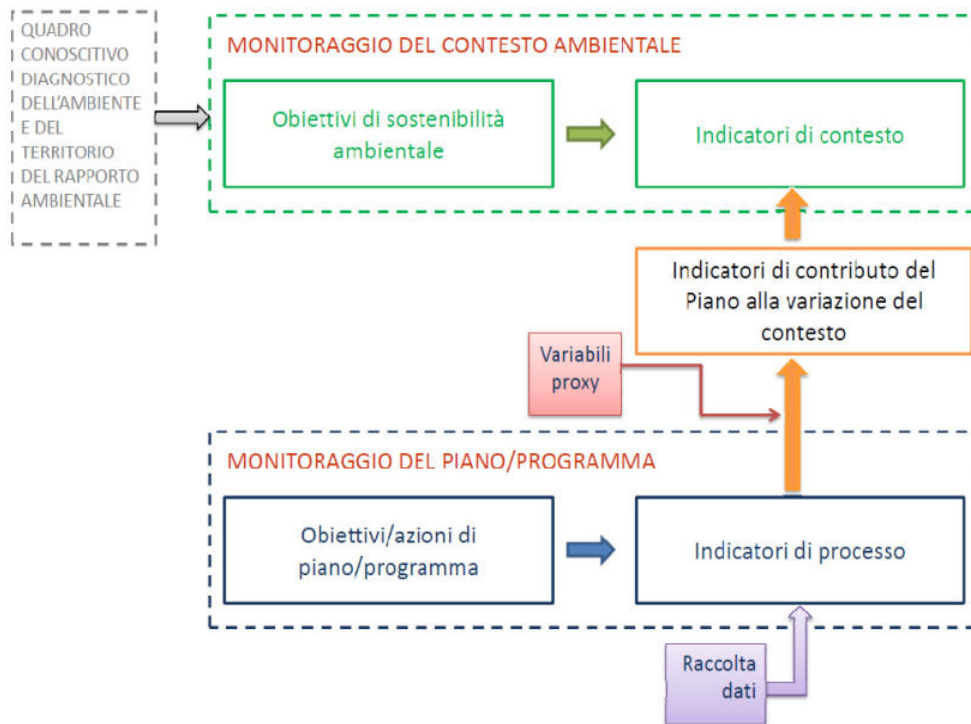 QUADRO
CONOSCITIVO
DIAGNOSTICO
DELL'AMBIENTE
E DEL
TERRITORIO
DEL RAPPORTO
AMBIENTALE
MONITORAGGIO DEL CONTESTO AMBIENTALE
Obiettivi di sostenibilità
ambientale
Indicatori di contesto
Indicatori di contributo del
Piano alla variazione del
contesto
Variabili
proxy
MONITORAGGIO DEL PIANO/PROGRAMMA
Obiettivi/azioni di
piano/programma
Indicatori di processo
Raccolta
dati